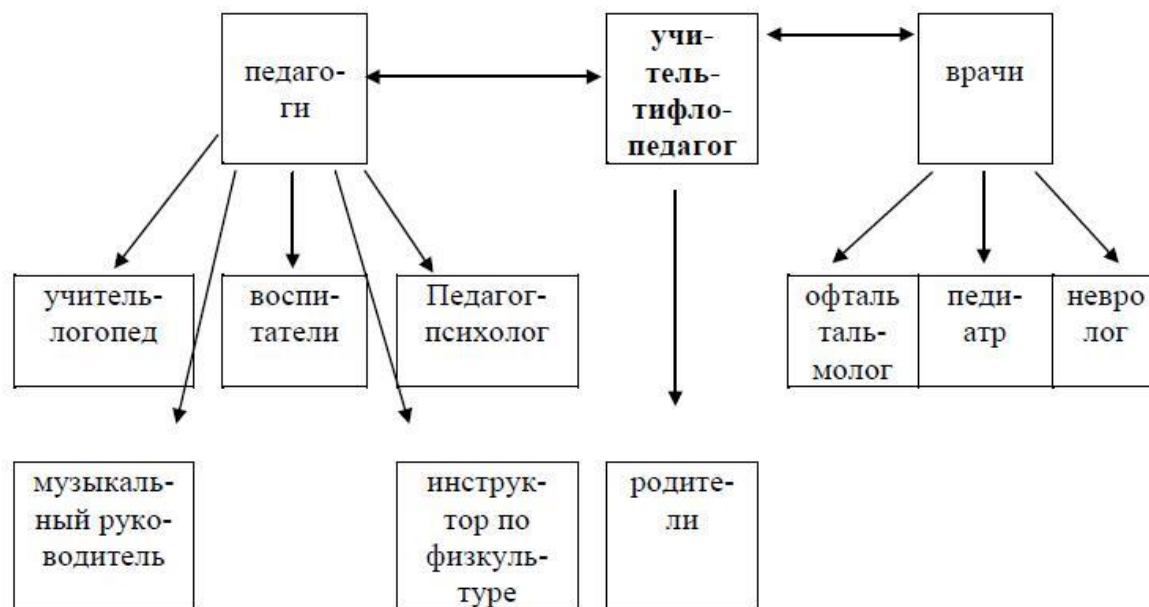 педаго-
ги
учи-
тель-
тифло-
педагог
врачи
учитель-
логопед
воспи-
татели
Педагог-
психолог
офталь
таль-
молог
педи-
атр
невро
лог
музыкаль-
ный руко-
водитель
инструк-
тор по
физкуль-
туре
родите-
ли